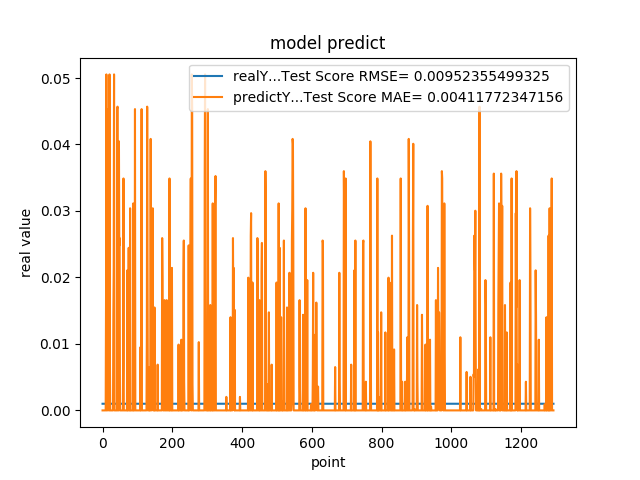 model predict
realY...Test Score RMSE= 0.00952355499325
predictY...Test Score MAE= 0.00411772347156
0.05
0.04
0.03
0.02
0.01
0.00
real value
0 200 400 600 800 1000 1200
point